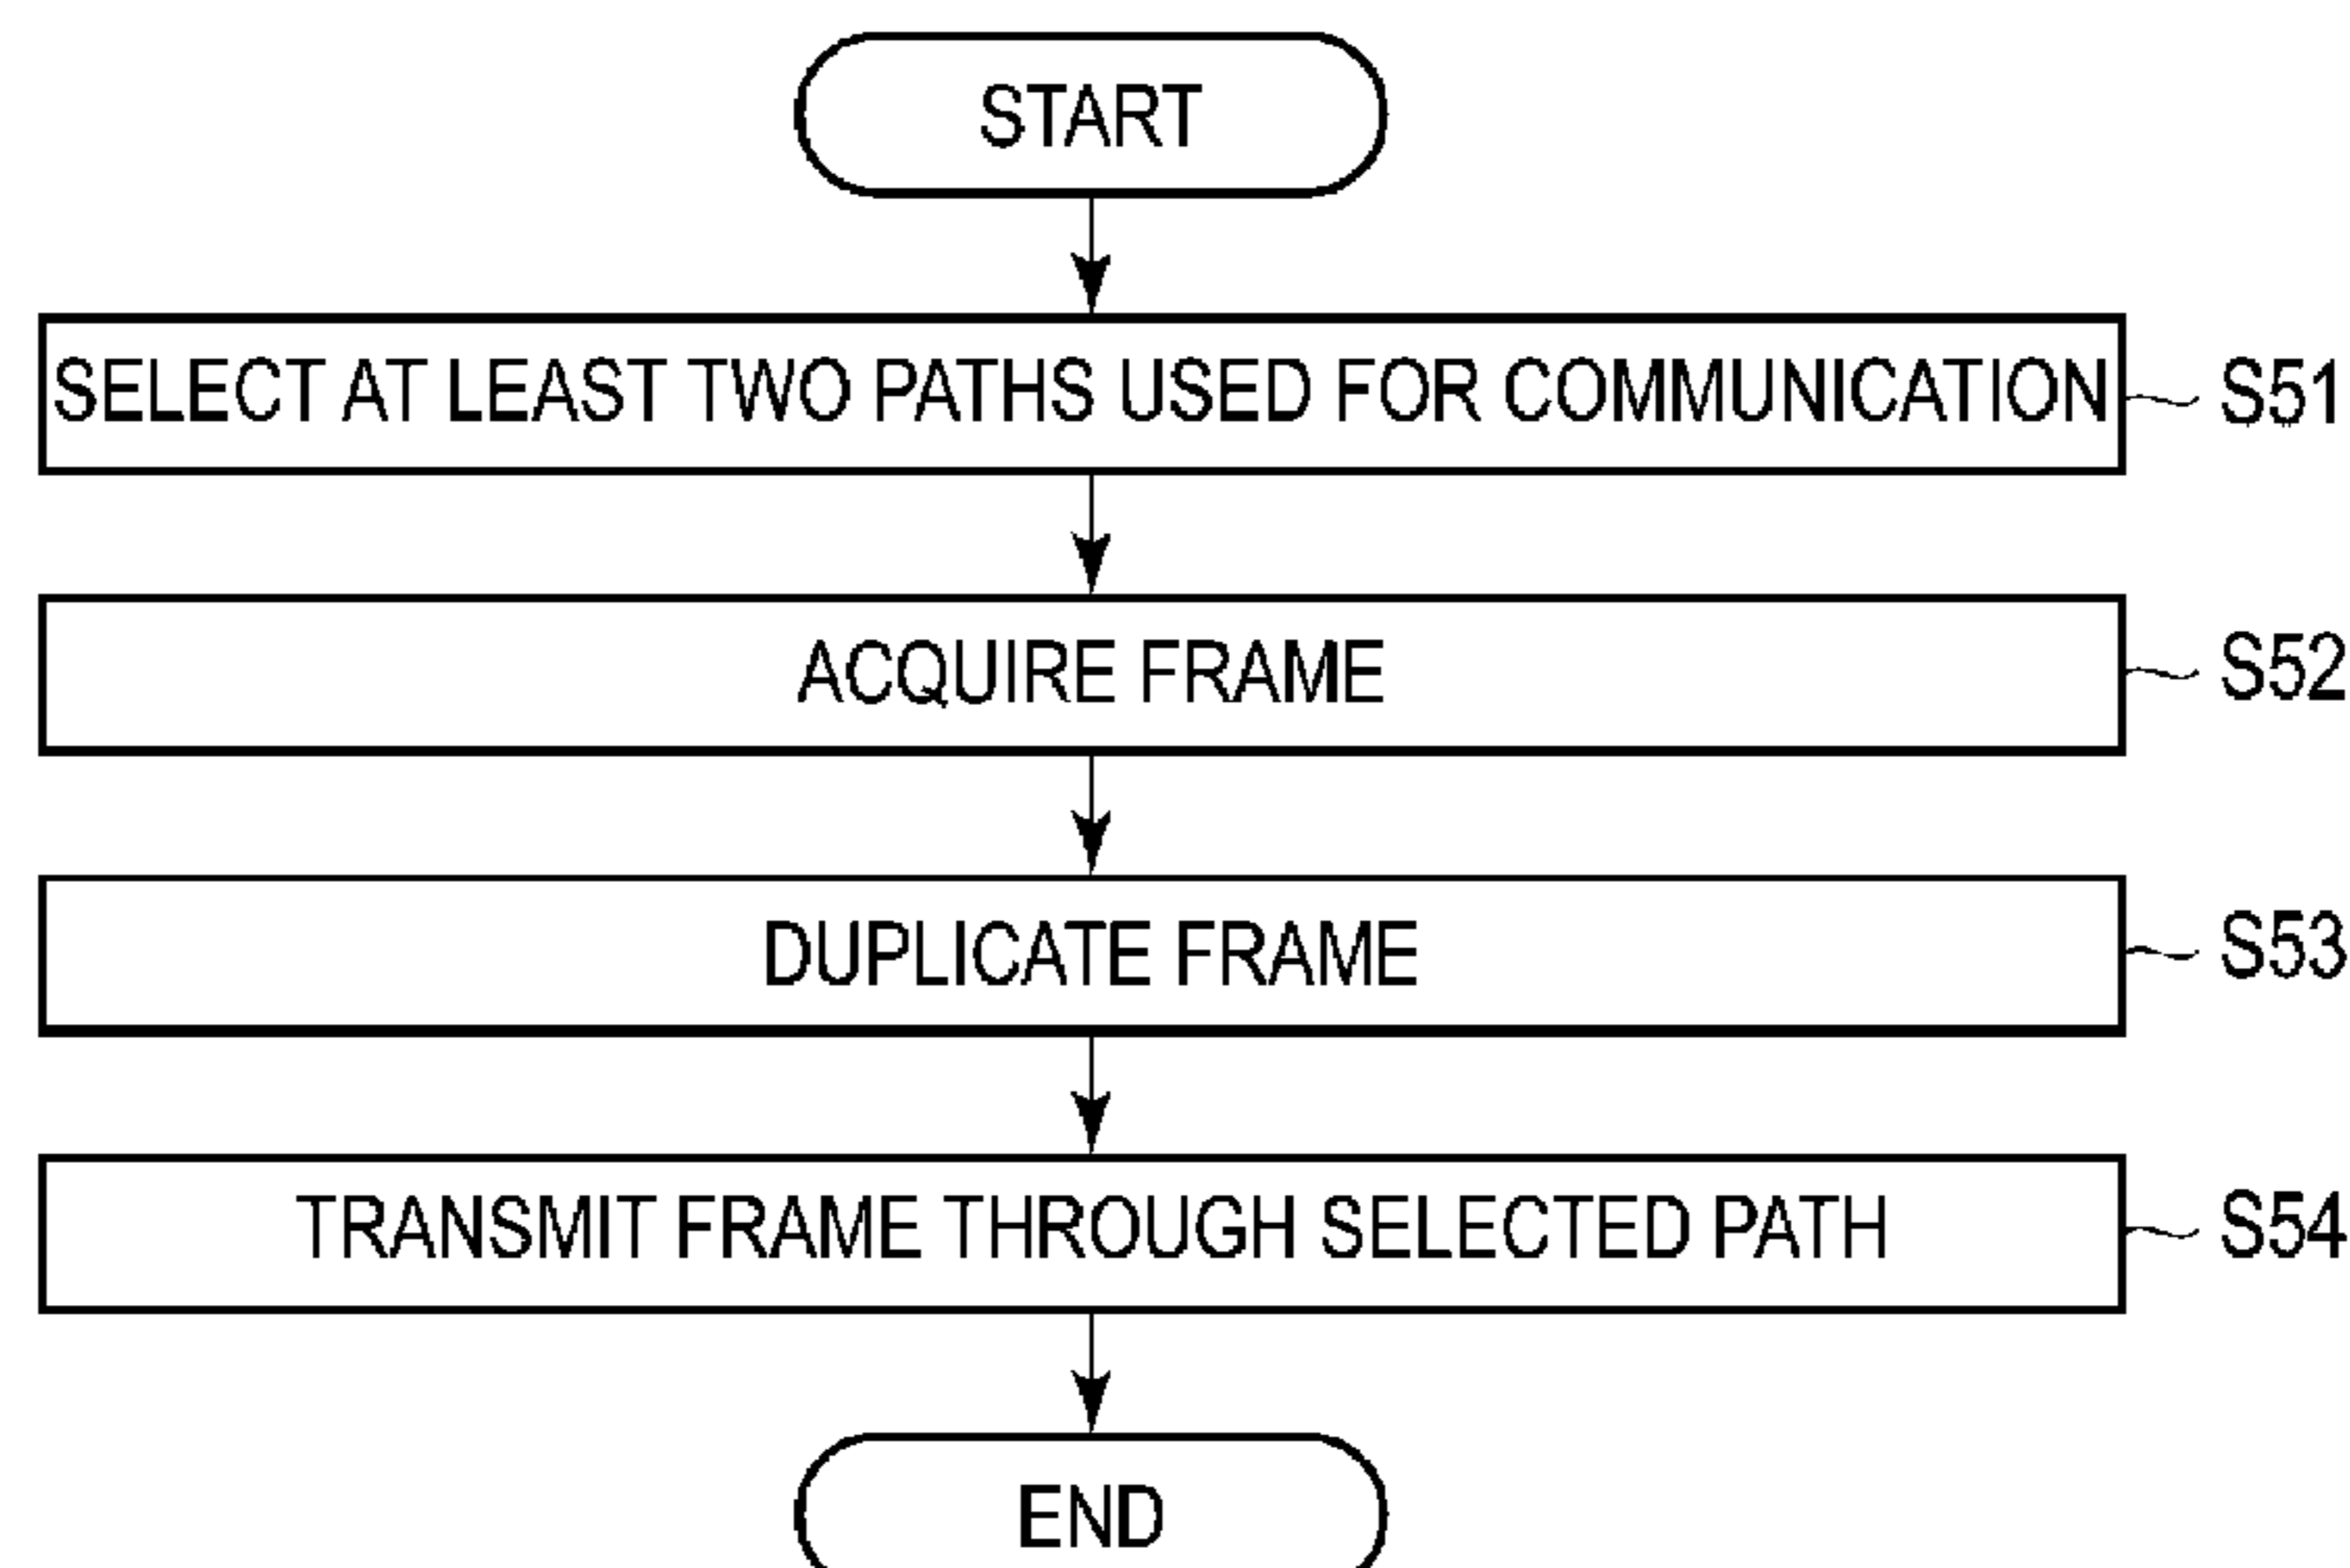 START
SELECT AT LEAST TWO PATHS USED FOR COMMUNICATION S51
ACQUIRE FRAME S52
DUPLICATE FRAME S53
TRANSMIT FRAME THROUGH SELECTED PATH S54
END